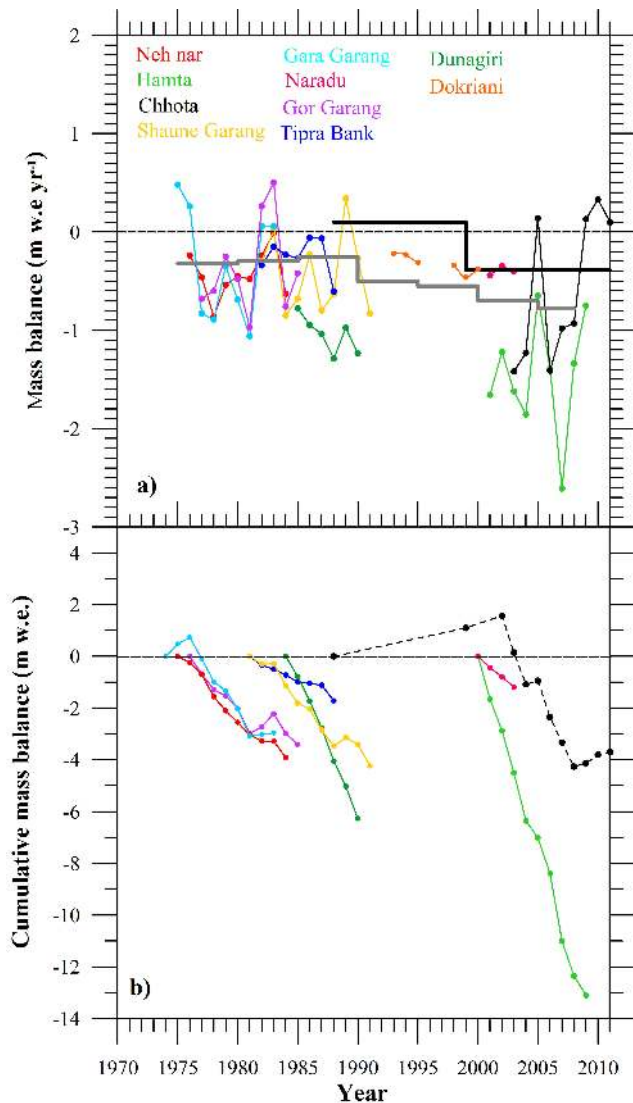 2
Neh nar Gara Garang Dunagiri
Hamta Naradu Dokriani
Chhota Gor Garang
Shaune Garang Tipra Bank
1
0
-1
-2
-3
Mass balance (m w.e yr⁻¹)
a)
4
2
0
-2
-4
-6
-8
-10
-12
-14
Cumulative mass balance (m w.e.)
b)
1970 1975 1980 1985 1990 1995 2000 2005 2010
Year